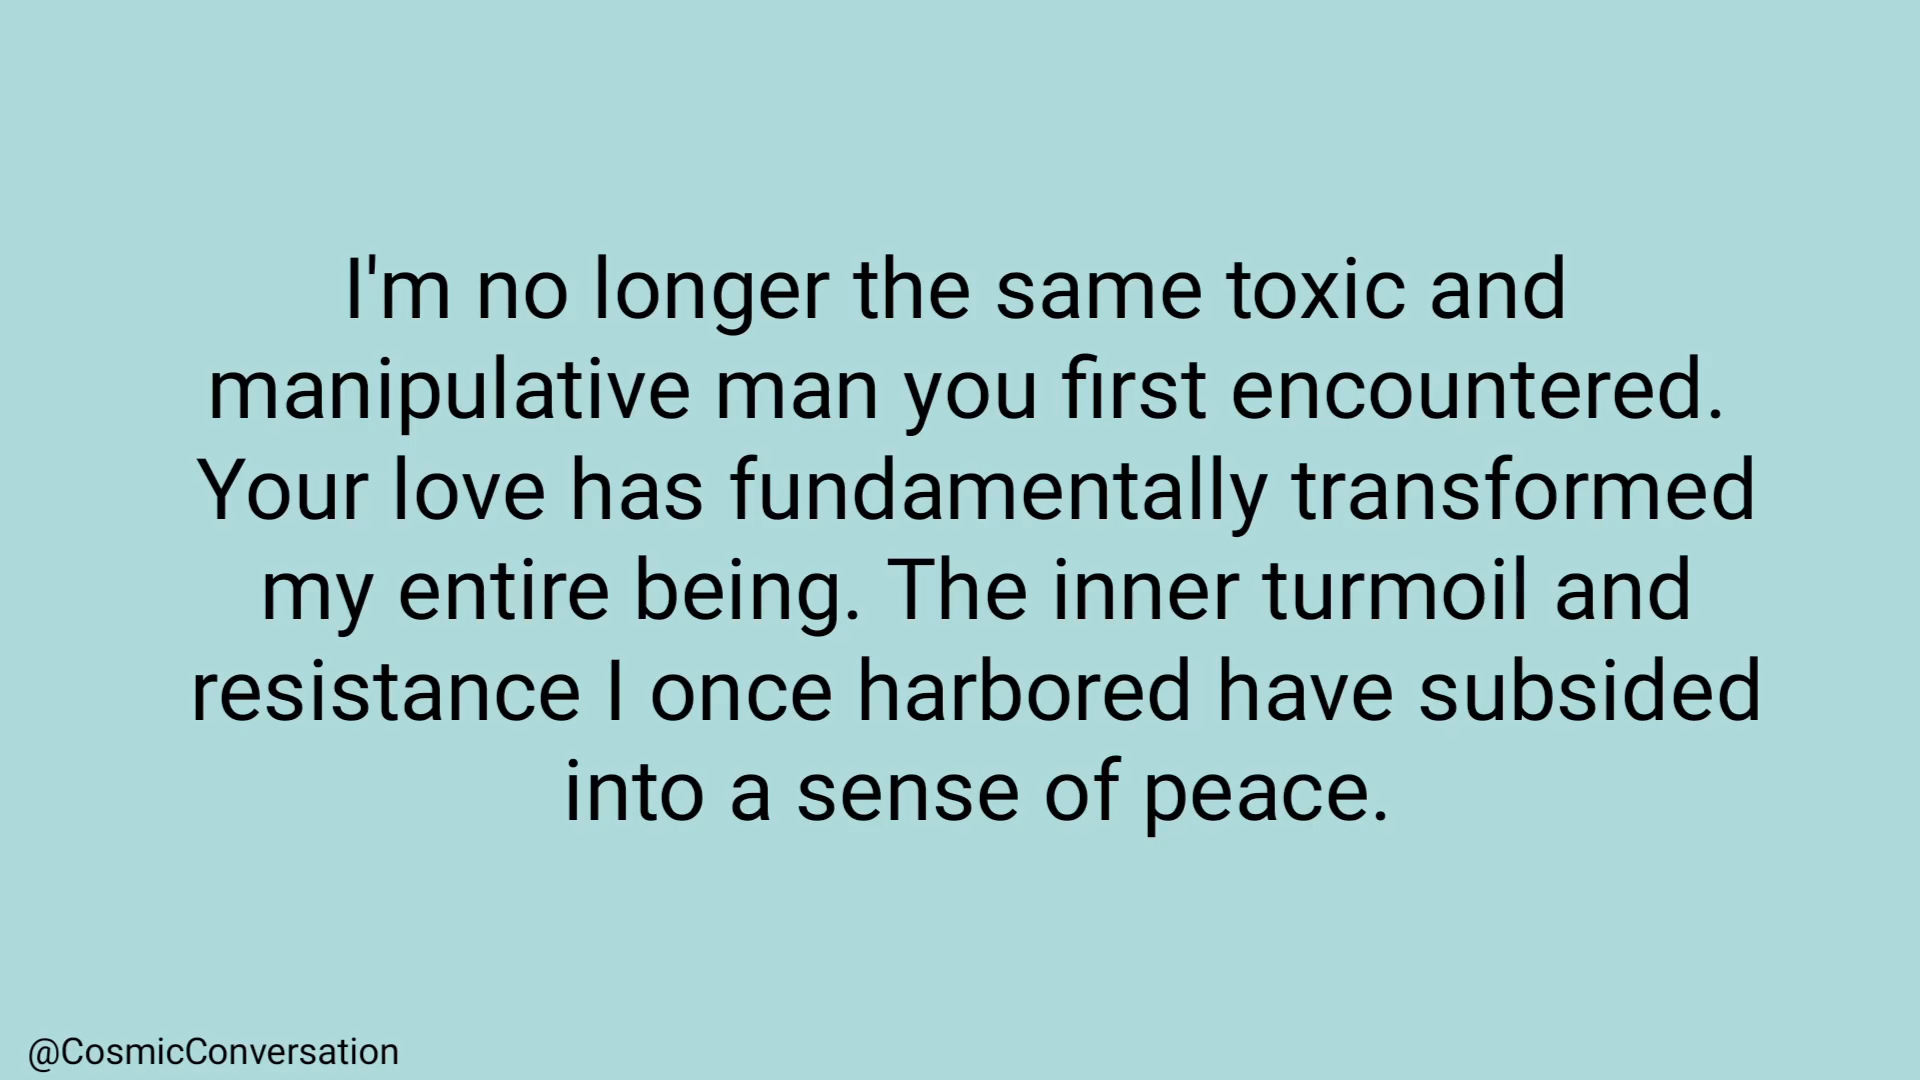 I'm no longer the same toxic and
manipulative man you first encountered.
Your love has fundamentally transformed
my entire being. The inner turmoil and
resistance I once harbored have subsided
into a sense of peace.
@CosmicConversation